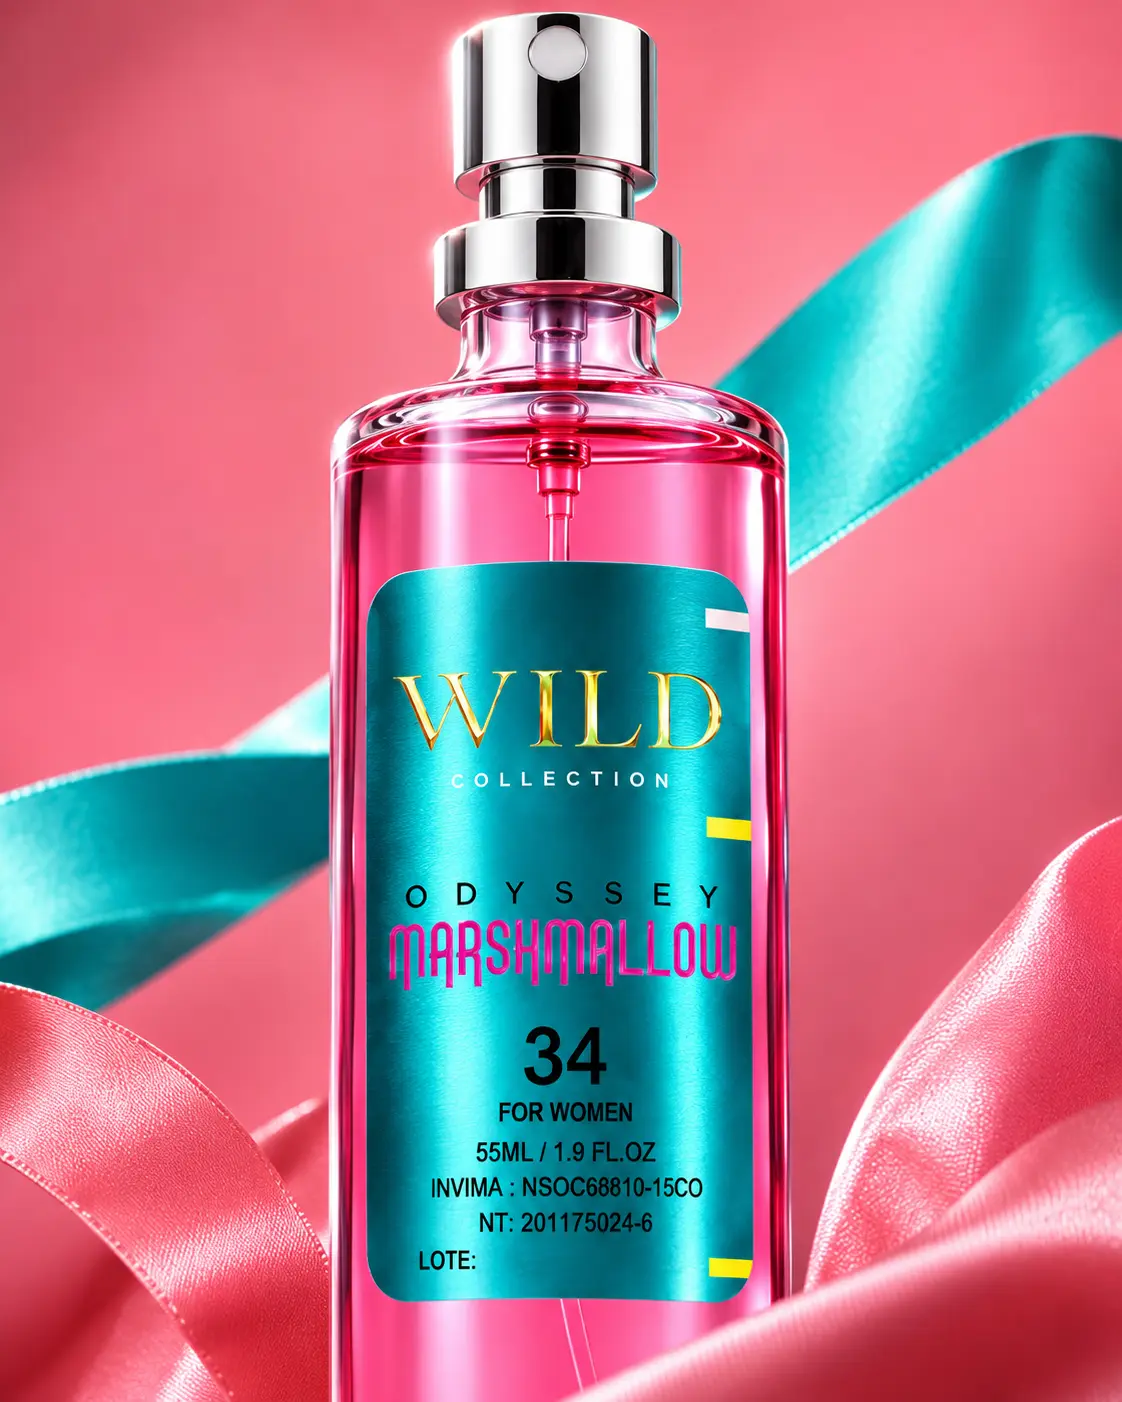 WILD
COLLECTION
ODYSSEY
MARSHMALLOW
34
FOR WOMEN
55ML / 1.9 FL.OZ
INVIMA : NSOC68810-15CO
NT: 201175024-6
LOTE: